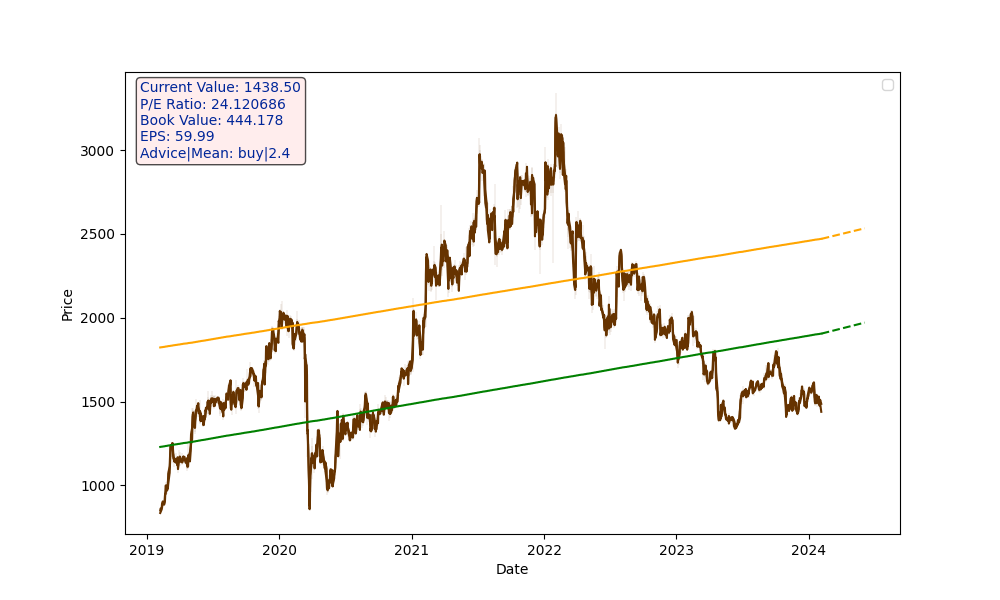 Current Value: 1438.50
P/E Ratio: 24.120686
Book Value: 444.178
EPS: 59.99
Advice|Mean: buy|2.4
3000
2500
2000
1500
1000
Price
2019 2020 2021 2022 2023 2024
Date